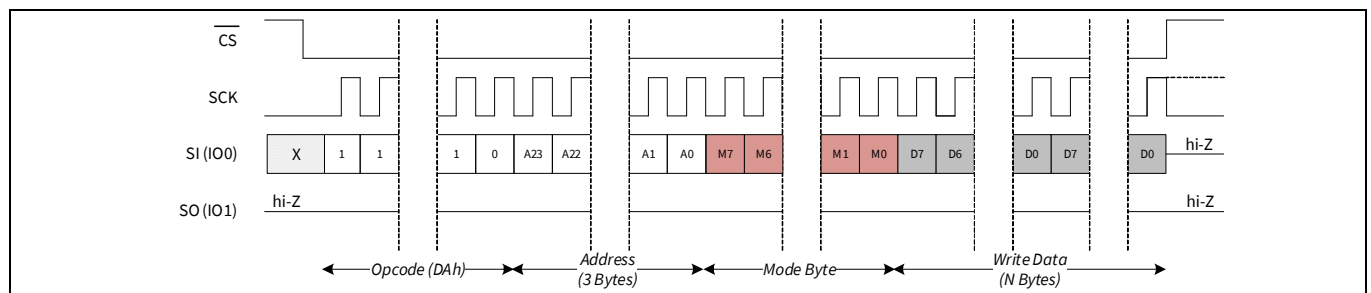 CS
SCK
SI (IO0) X 1 1 1 0 A23 A22 A1 A0 M7 M6 M1 M0 D7 D6 D0 D7 D0 hi-Z
SO (IO1) hi-Z hi-Z
Opcode (DAh) Address Mode Byte Write Data
(3 Bytes) (N Bytes)